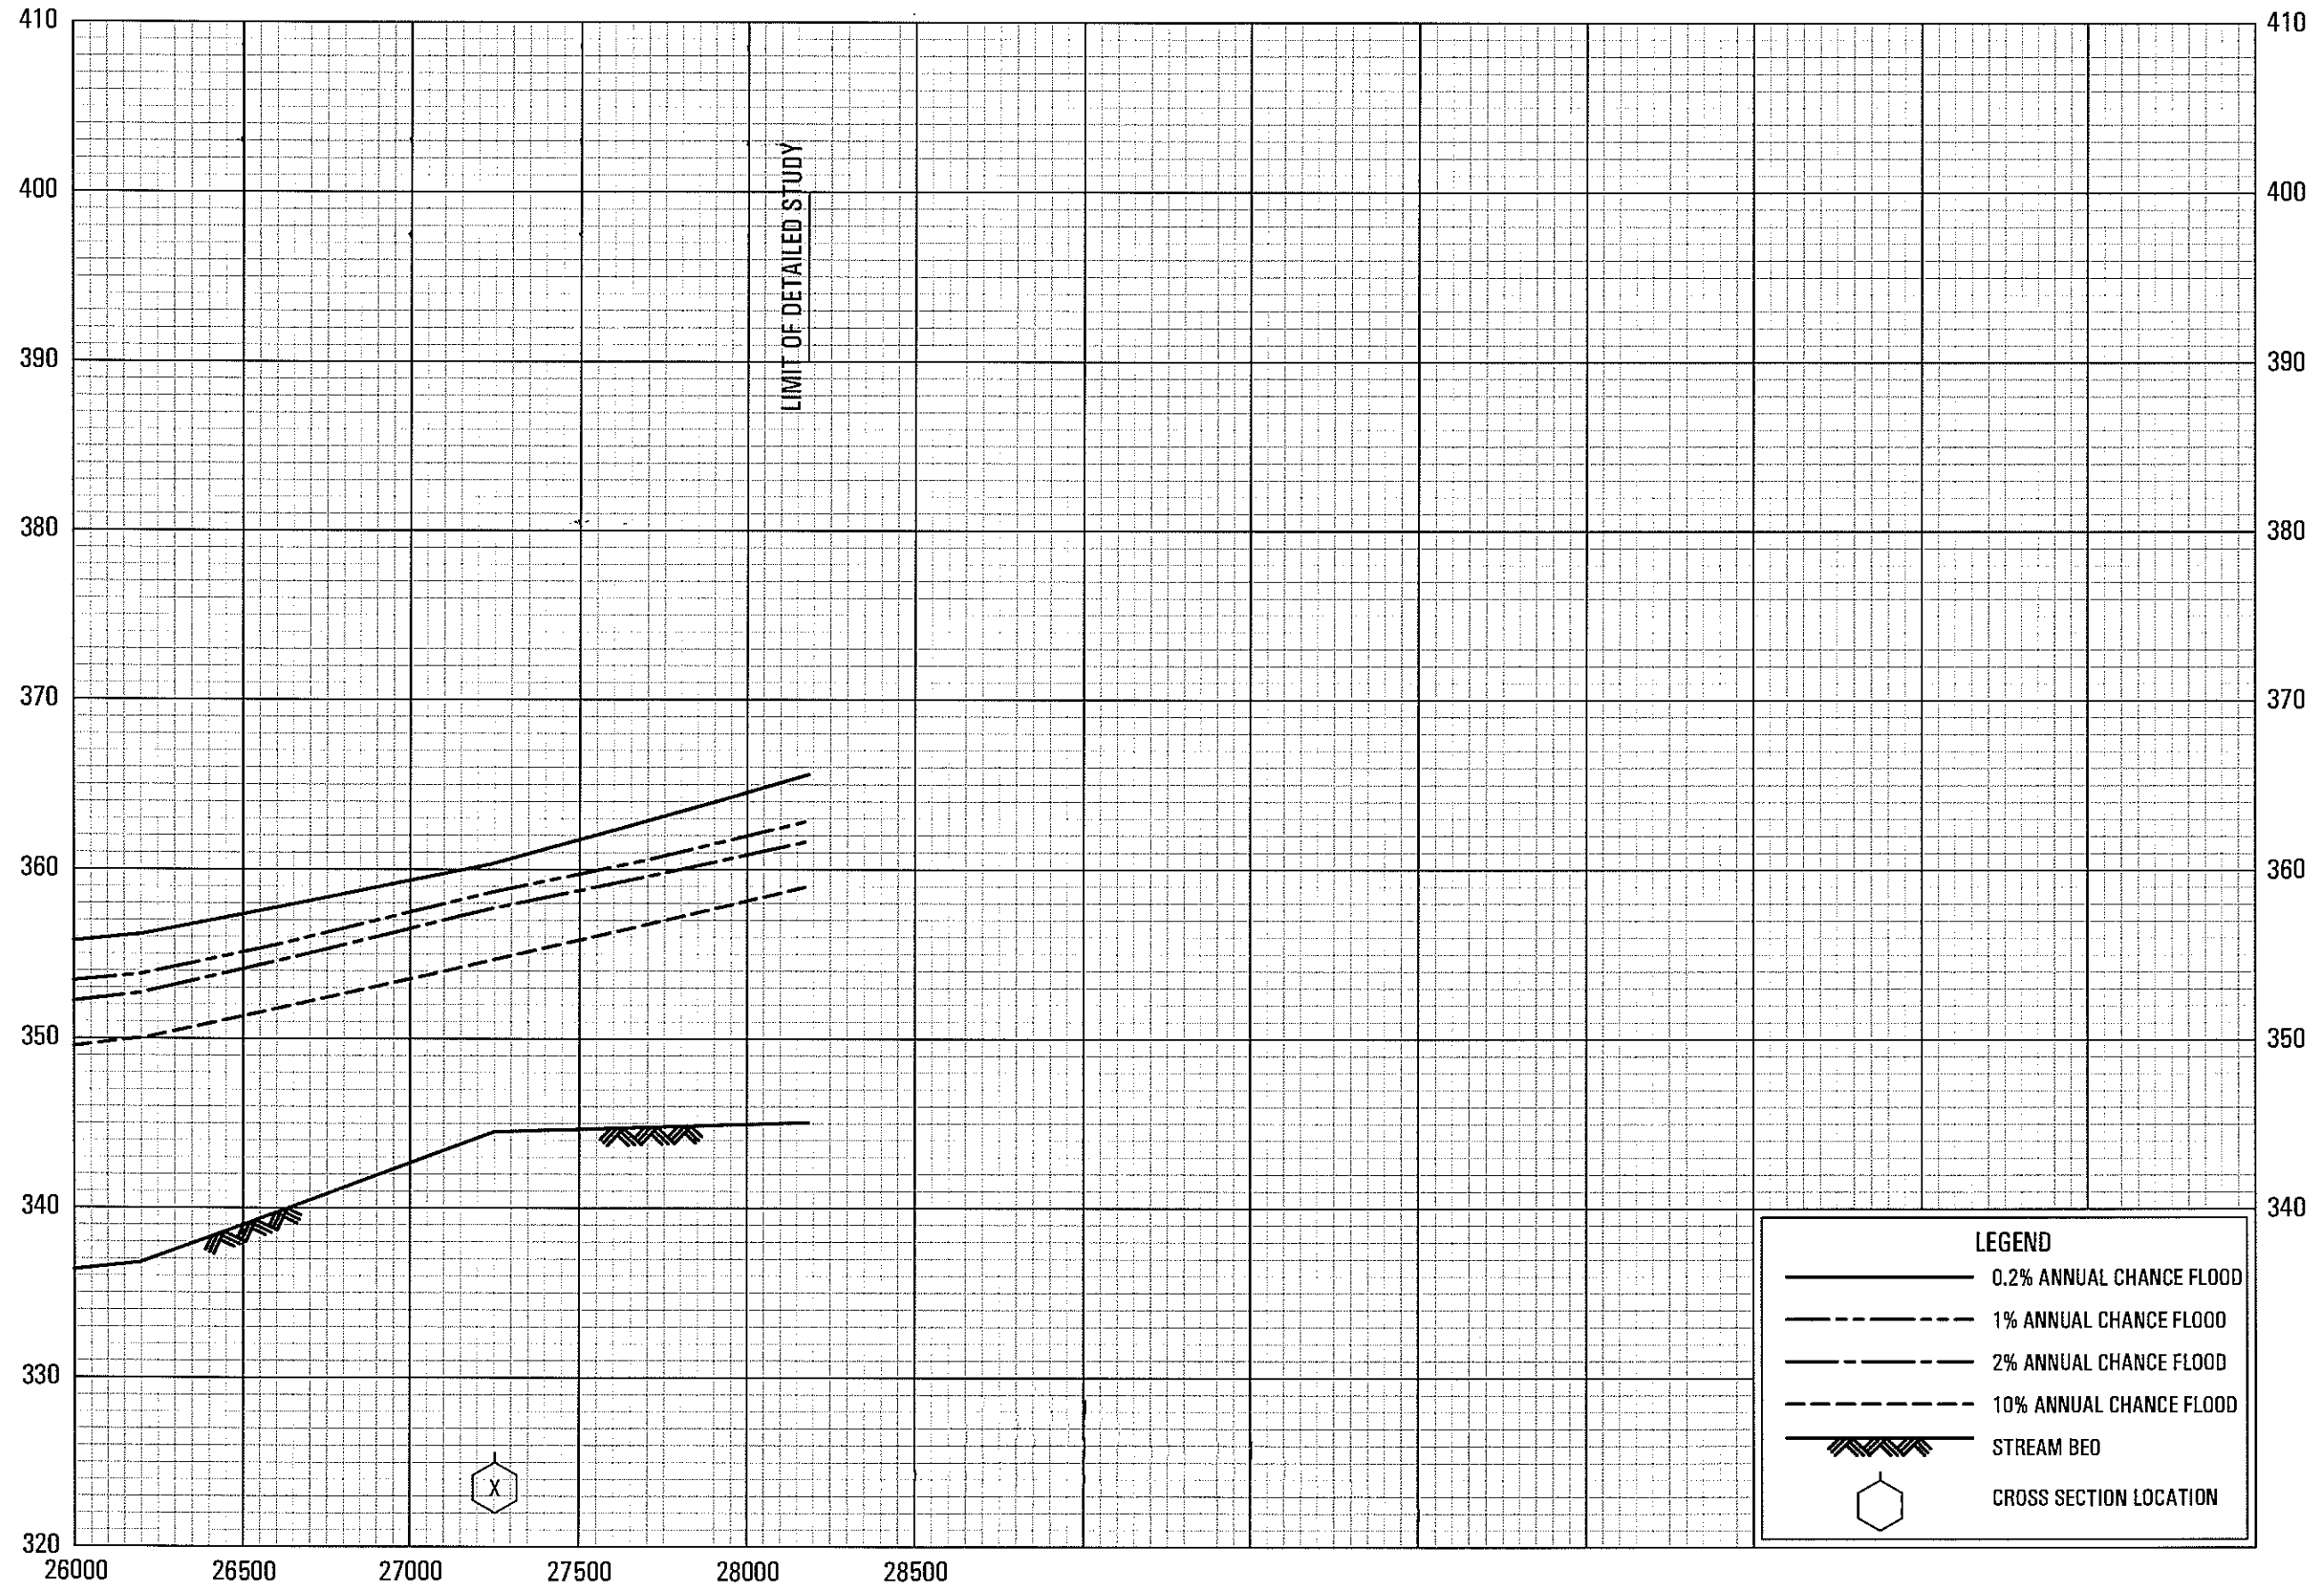 410
400
390
380
370
360
350
340
330
320
410
400
390
380
370
360
350
340
LIMIT OF DETAILED STUDY
X
26000 26500 27000 27500 28000 28500
LEGEND
0.2% ANNUAL CHANCE FLOOD
1% ANNUAL CHANCE FLOOD
2% ANNUAL CHANCE FLOOD
10% ANNUAL CHANCE FLOOD
STREAM BED
CROSS SECTION LOCATION